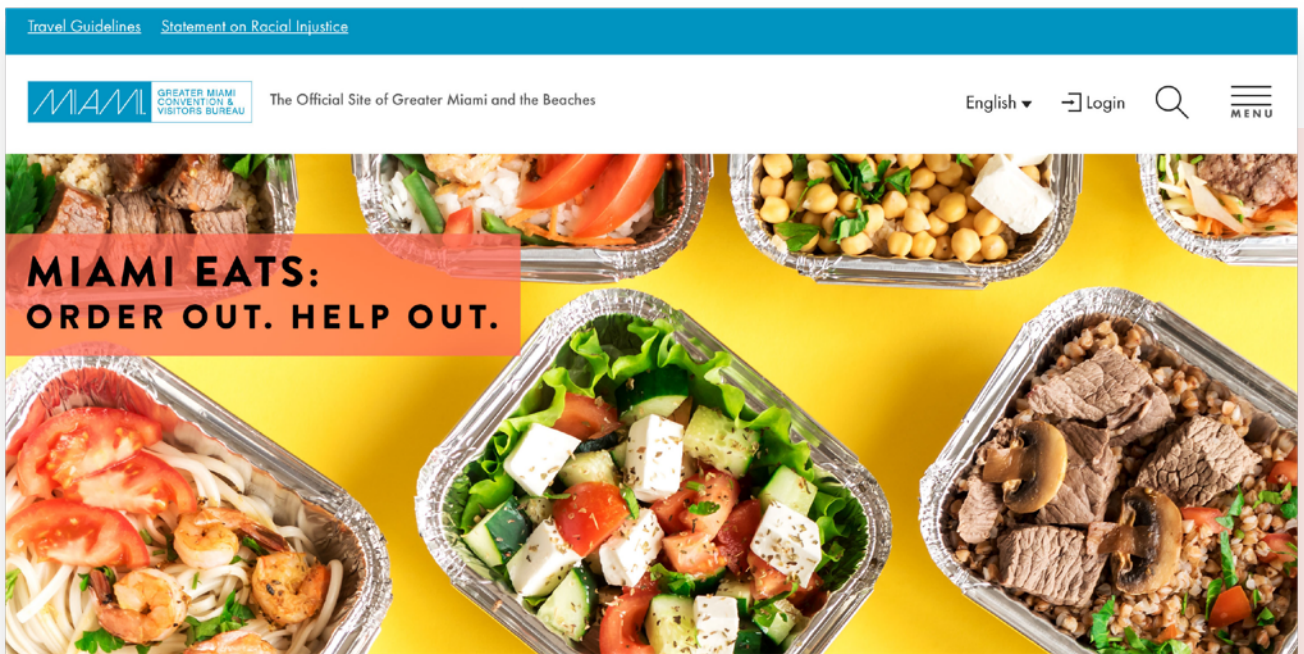 Travel Guidelines Statement on Racial Injustice
MIAMI
GREATER MIAMI
CONVENTION &
VISITORS BUREAU
The Official Site of Greater Miami and the Beaches
English
Login
MENU
MIAMI EATS:
ORDER OUT. HELP OUT.